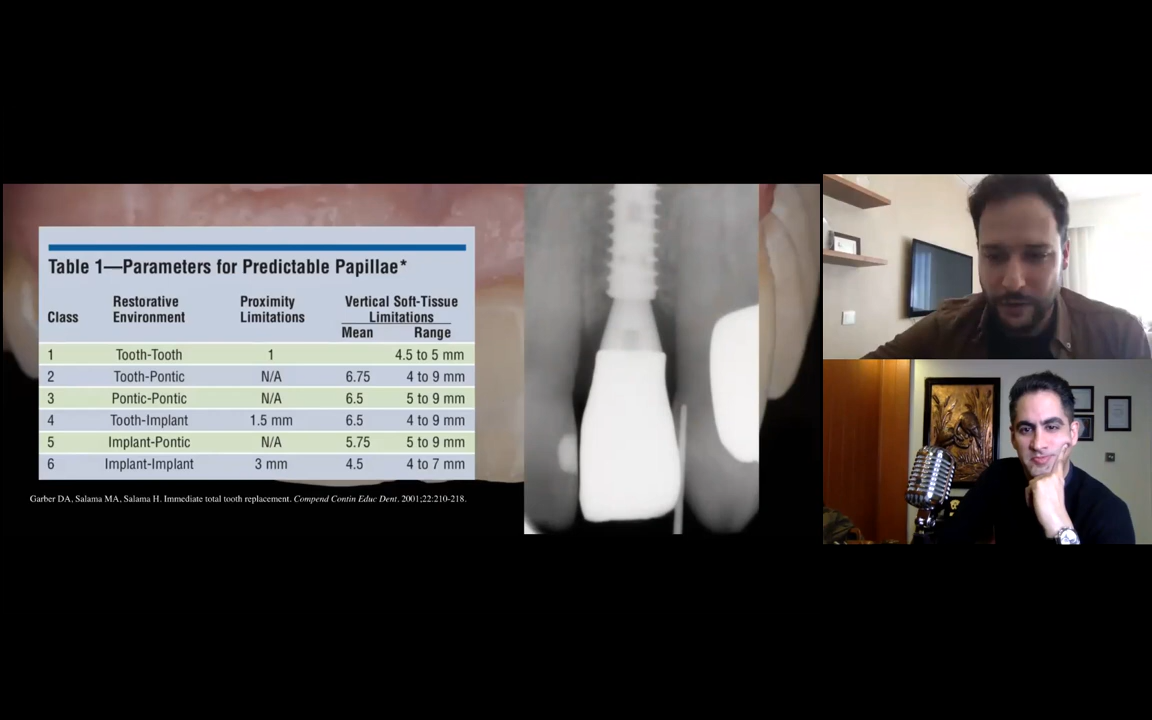 Table 1—Parameters for Predictable Papillae*
Class Restorative Environment Proximity Limitations Vertical Soft-Tissue Limitations
Mean Range
1 Tooth-Tooth 1 4.5 to 5 mm
2 Tooth-Pontic N/A 6.75 4 to 9 mm
3 Pontic-Pontic N/A 6.5 5 to 9 mm
4 Tooth-Implant 1.5 mm 6.5 4 to 9 mm
5 Implant-Pontic N/A 5.75 5 to 9 mm
6 Implant-Implant 3 mm 4.5 4 to 7 mm
Garber DA, Salama MA, Salama H. Immediate total tooth replacement. Compend Contin Educ Dent. 2001;22:210-218.